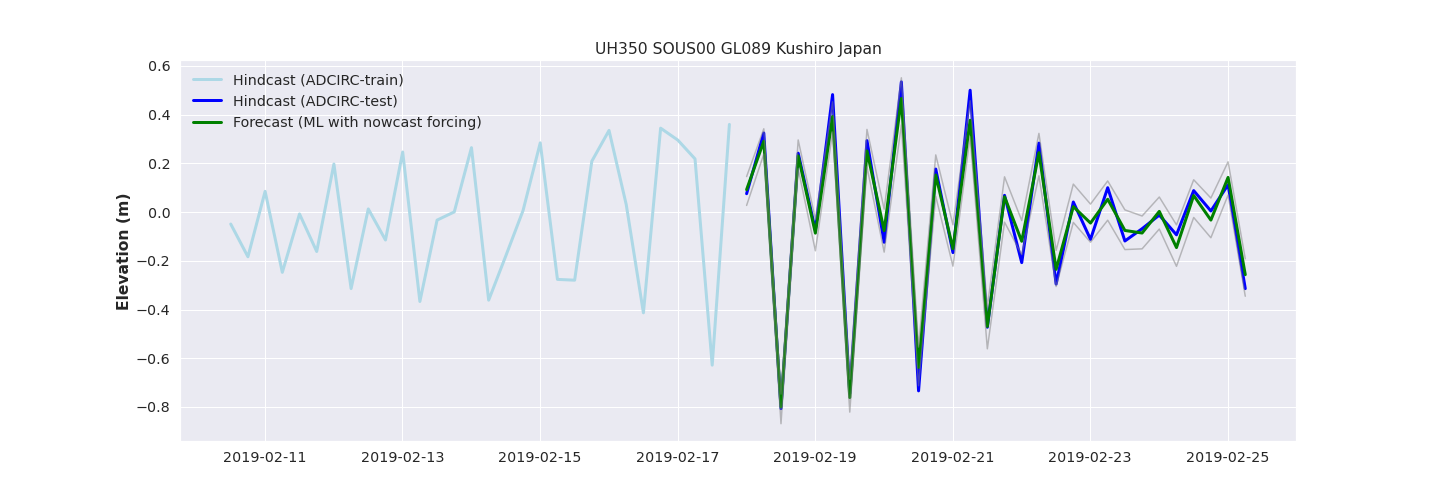 UH350 SOUS00 GL089 Kushiro Japan
Hindcast (ADCIRC-train)
Hindcast (ADCIRC-test)
Forecast (ML with nowcast forcing)
Elevation (m)
0.6
0.4
0.2
0.0
−0.2
−0.4
−0.6
−0.8
2019-02-11 2019-02-13 2019-02-15 2019-02-17 2019-02-19 2019-02-21 2019-02-23 2019-02-25